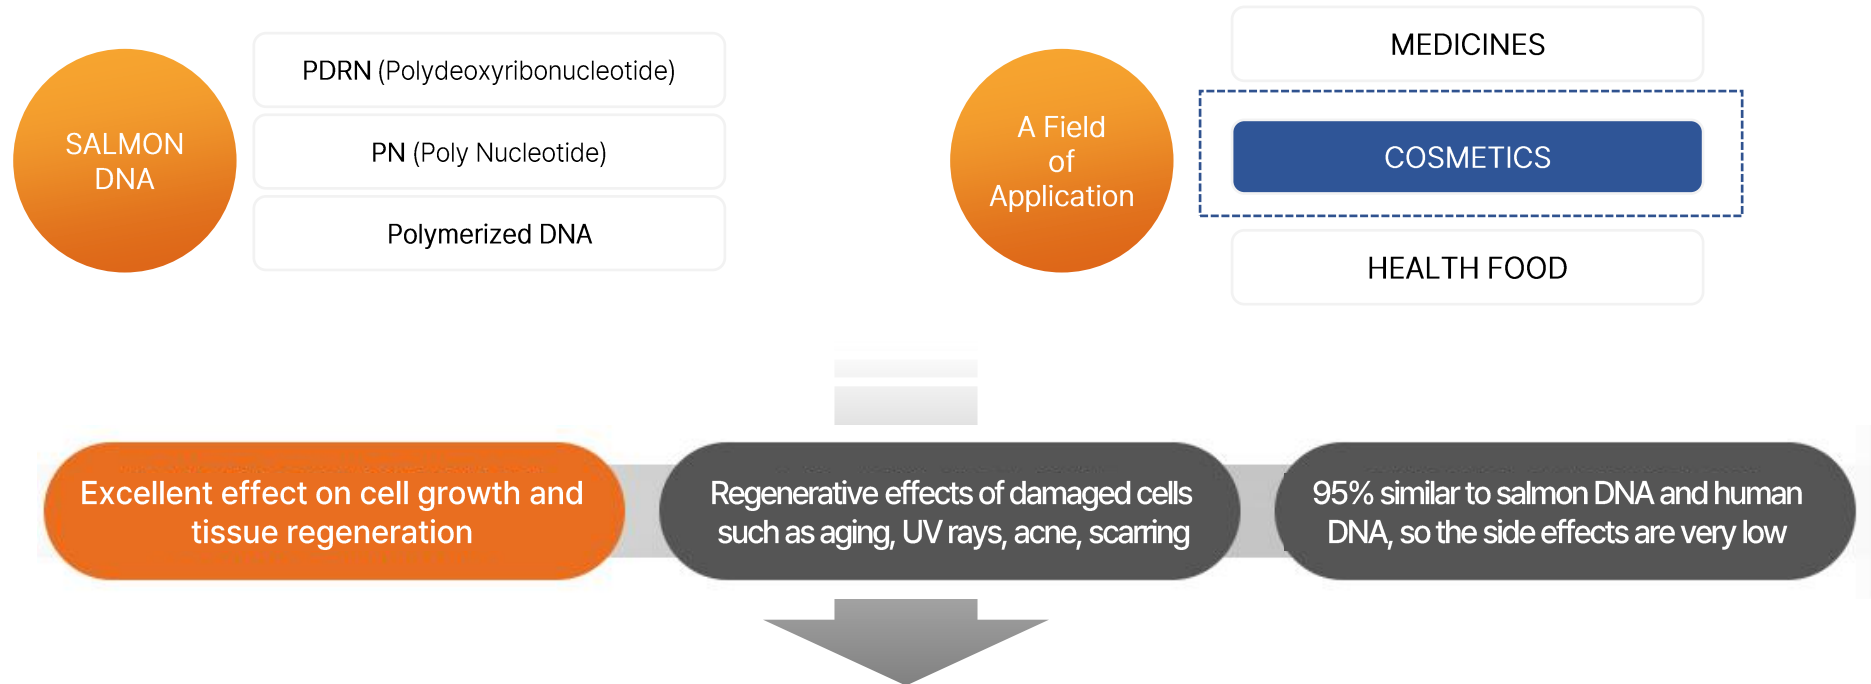 SALMON
DNA
PDRN (Polydeoxyribonucleotide)
PN (Poly Nucleotide)
Polymerized DNA
A Field
of
Application
MEDICINES
COSMETICS
HEALTH FOOD
Excellent effect on cell growth and
tissue regeneration
Regenerative effects of damaged cells
such as aging, UV rays, acne, scarring
95% similar to salmon DNA and human
DNA, so the side effects are very low